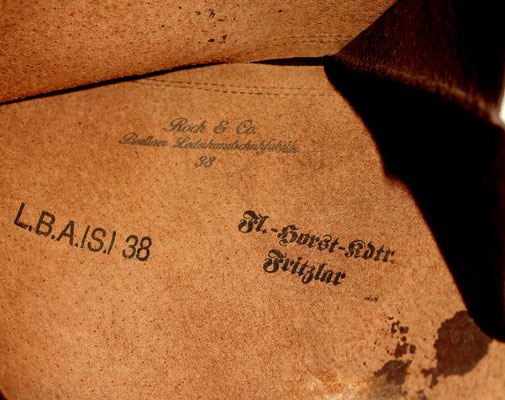 Rock & Co.
Berliner Lederhandschuhfabrik
38
L.B.A./S./ 38
Fl.-Horst-Kdtr.
Fritzlar